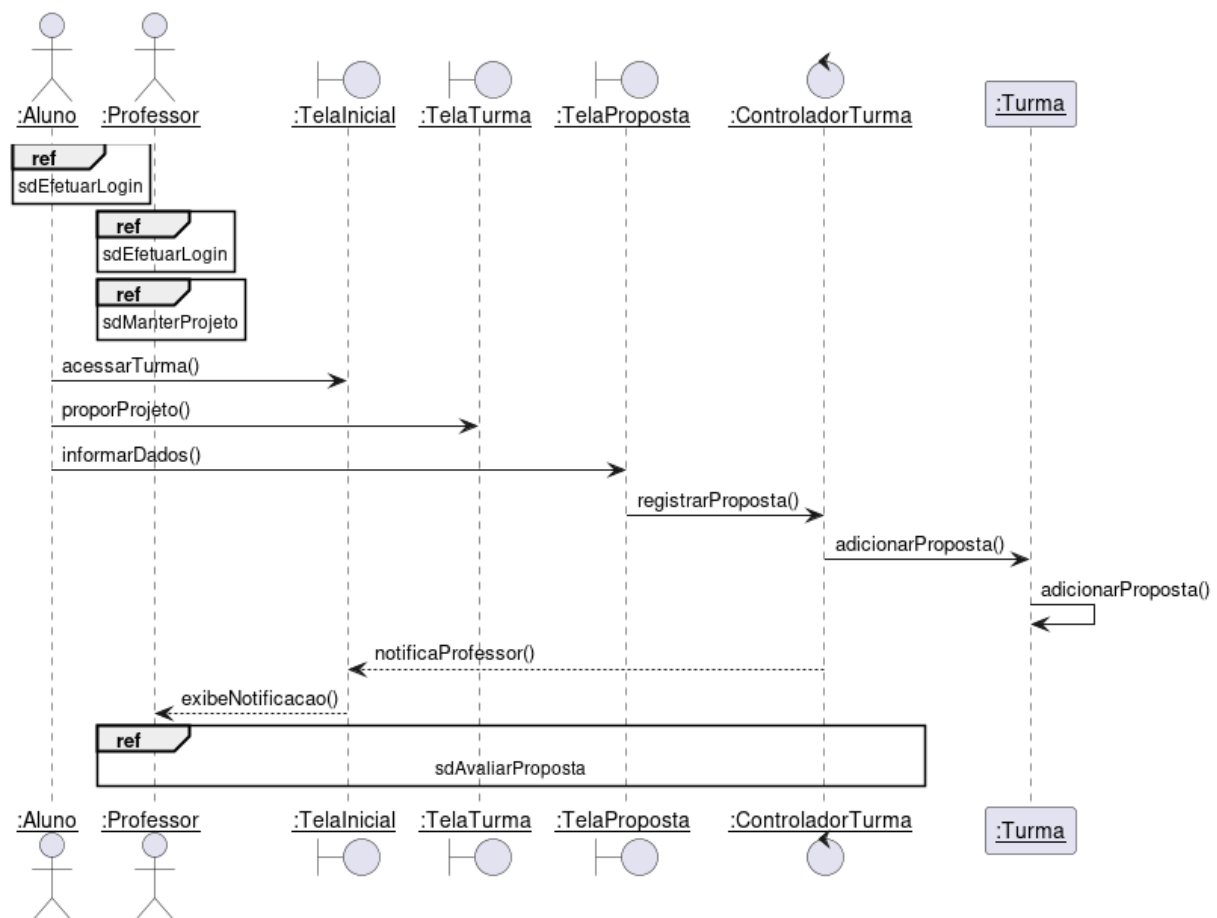 :Aluno :Professor :TelaInicial :TelaTurma :TelaProposta :ControladorTurma :Turma
ref
sdEfetuarLogin
ref
sdEfetuarLogin
ref
sdManterProjeto
acessarTurma()
proporProjeto()
informarDados()
registrarProposta()
adicionarProposta()
adicionarProposta()
notificaProfessor()
exibeNotificacao()
ref
sdAvaliarProposta
:Aluno :Professor :TelaInicial :TelaTurma :TelaProposta :ControladorTurma :Turma